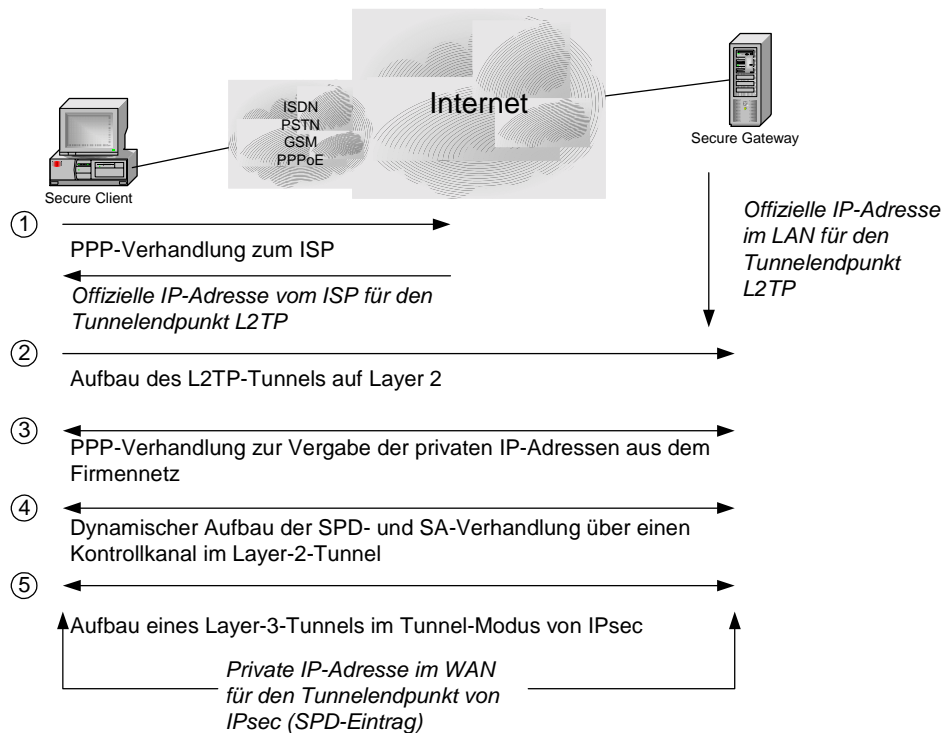 ISDN
PSTN
GSM
PPPoE
Internet
Secure Gateway
Secure Client
Offizielle IP-Adresse
im LAN für den
Tunnelendpunkt
L2TP
1
PPP-Verhandlung zum ISP
Offizielle IP-Adresse vom ISP für den
Tunnelendpunkt L2TP
2
Aufbau des L2TP-Tunnels auf Layer 2
3
PPP-Verhandlung zur Vergabe der privaten IP-Adressen aus dem
Firmennetz
4
Dynamischer Aufbau der SPD- und SA-Verhandlung über einen
Kontrollkanal im Layer-2-Tunnel
5
Aufbau eines Layer-3-Tunnels im Tunnel-Modus von IPsec
Private IP-Adresse im WAN
für den Tunnelendpunkt von
IPsec (SPD-Eintrag)